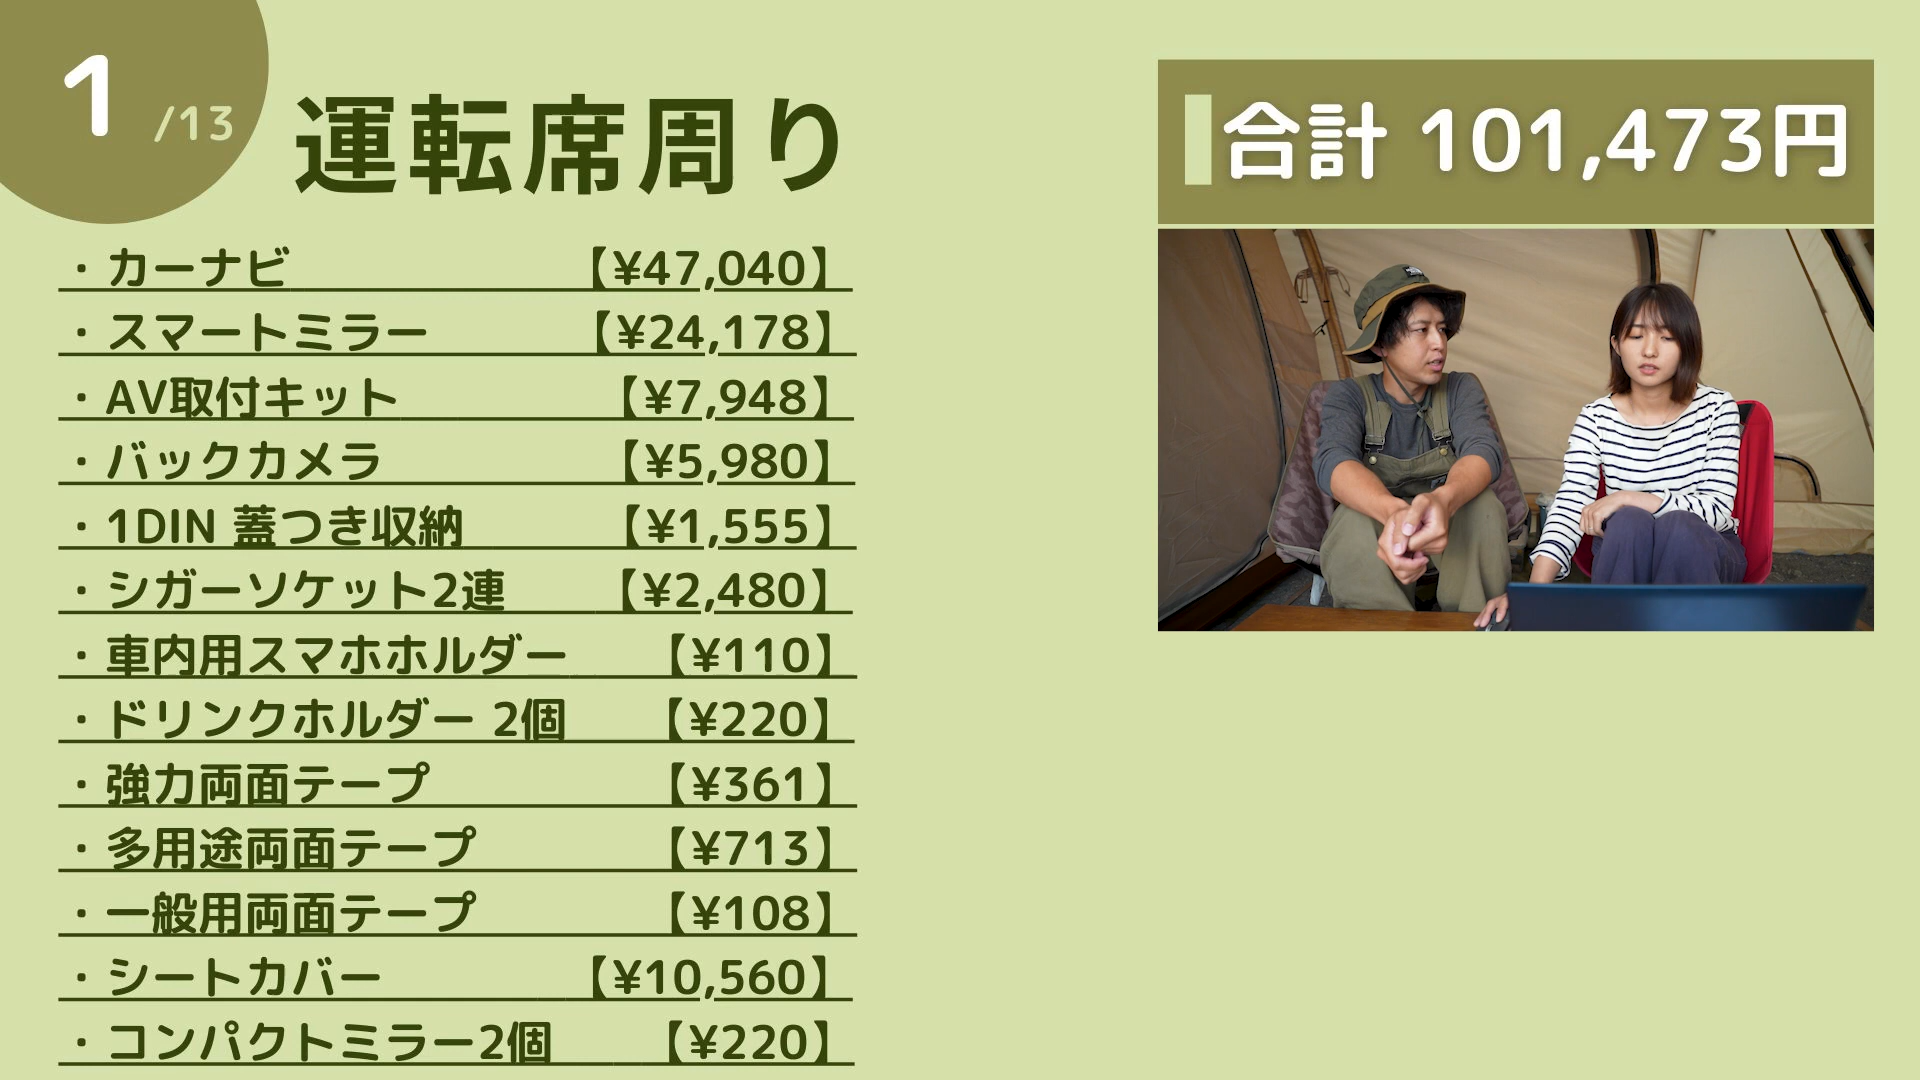 1 /13
運転席周り
合計 101,473円
・カーナビ 【¥47,040】
・スマートミラー 【¥24,178】
・AV取付キット 【¥7,948】
・バックカメラ 【¥5,980】
・1DIN 蓋つき収納 【¥1,555】
・シガーソケット2連 【¥2,480】
・車内用スマホホルダー 【¥110】
・ドリンクホルダー 2個 【¥220】
・強力両面テープ 【¥361】
・多用途両面テープ 【¥713】
・一般用両面テープ 【¥108】
・シートカバー 【¥10,560】
・コンパクトミラー2個 【¥220】